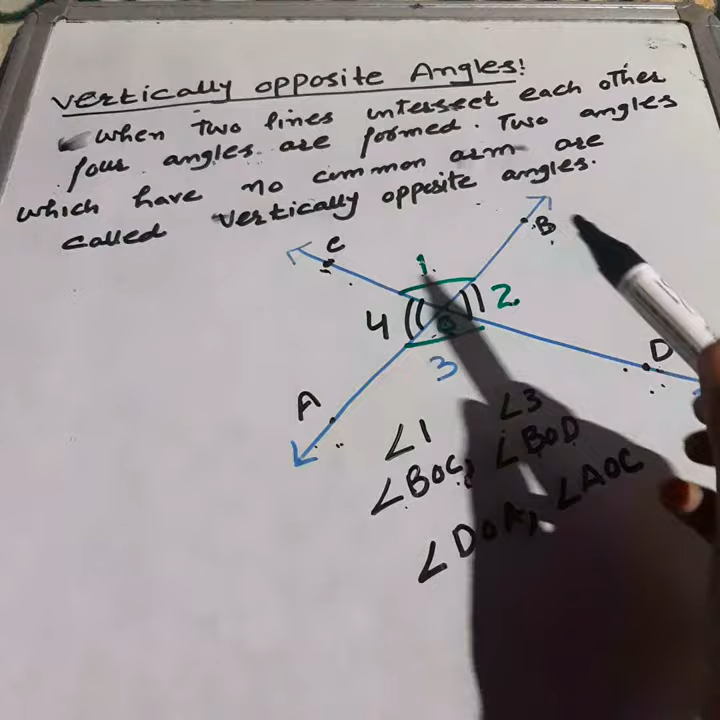 Vertically opposite Angles!
When two lines intersect each other
four angles are formed. Two angles
which have no common arm are
called vertically opposite angles.
C
B
1
4
2
O
3
D
A
∠1 ∠3
∠BOC, ∠BOD
∠DOA, ∠AOC